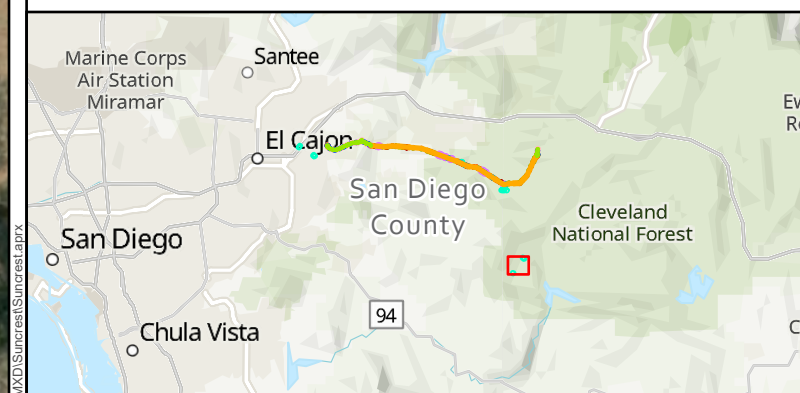 Marine Corps
Air Station
Miramar
Santee
El Cajon
San Diego
County
Cleveland
National Forest
San Diego
94
Chula Vista
MXD\Suncrest\Suncrest.aprx